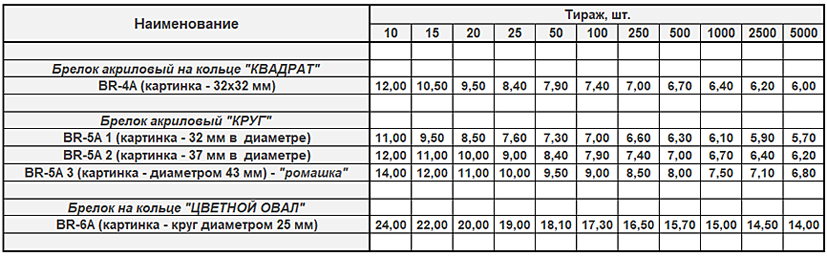 Наименование
Тираж, шт.
10 15 20 25 50 100 250 500 1000 2500 5000
Брелок акриловый на кольце "КВАДРАТ"
BR-4A (картинка - 32x32 мм) 12,00 10,50 9,50 8,40 7,90 7,40 7,00 6,70 6,40 6,20 6,00
Брелок акриловый "КРУГ"
BR-5A 1 (картинка - 32 мм в диаметре) 11,00 9,50 8,50 7,60 7,30 7,00 6,60 6,30 6,10 5,90 5,70
BR-5A 2 (картинка - 37 мм в диаметре) 12,00 11,00 10,00 9,00 8,40 7,90 7,40 7,00 6,70 6,40 6,20
BR-5A 3 (картинка - диаметром 43 мм) - "ромашка" 14,00 12,00 11,00 10,00 9,50 9,00 8,50 8,00 7,50 7,10 6,80
Брелок на кольце "ЦВЕТНОЙ ОВАЛ"
BR-6A (картинка - круг диаметром 25 мм) 24,00 22,00 20,00 19,00 18,10 17,30 16,50 15,70 15,00 14,50 14,00